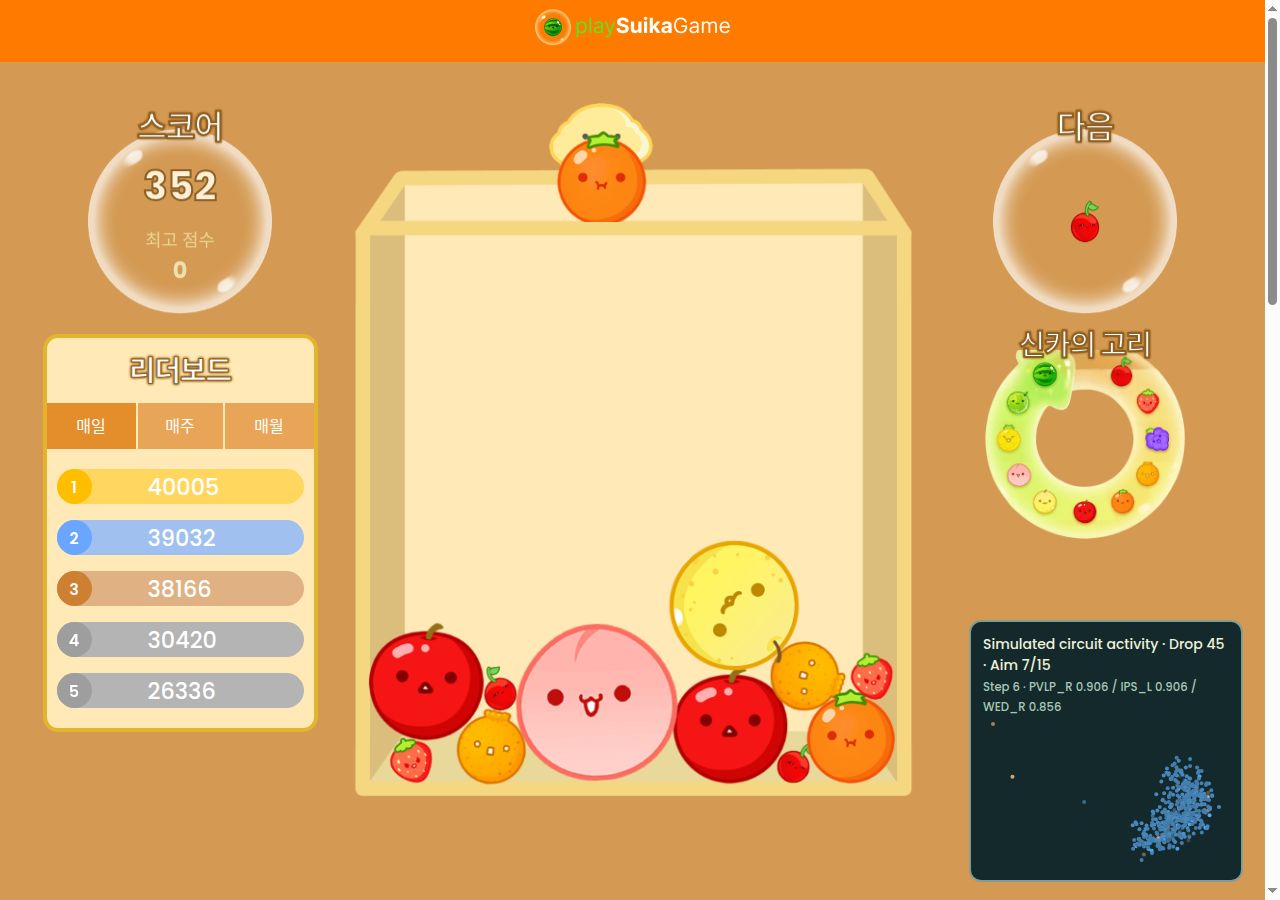 playSuikaGame
스코어
352
최고 점수
0
리더보드
매일
매주
매월
1 40005
2 39032
3 38166
4 30420
5 26336
다음
신카의 고리
Simulated circuit activity · Drop 45
· Aim 7/15
Step 6 · PVLP_R 0.906 / IPS_L 0.906 /
WED_R 0.856